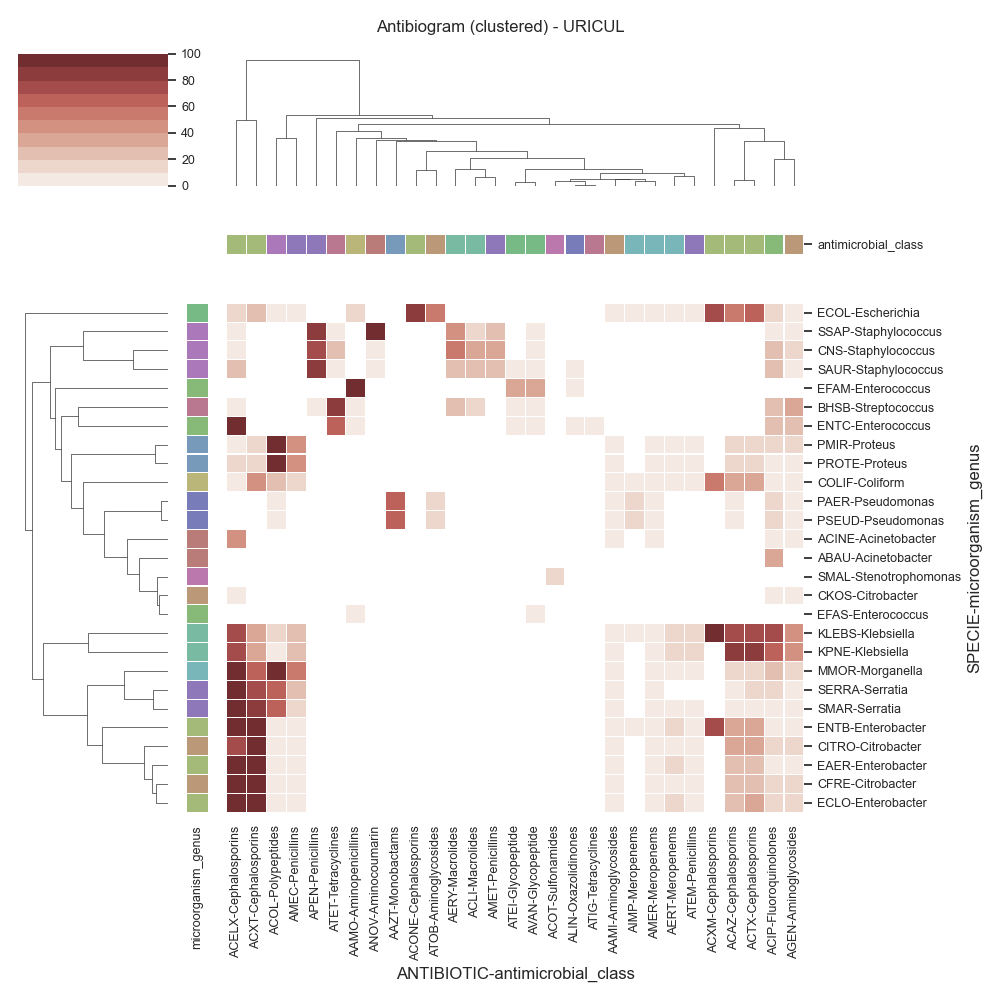 Antibiogram (clustered) - URICUL
100
80
60
40
20
0
antimicrobial_class
ECOL-Escherichia
SSAP-Staphylococcus
CNS-Staphylococcus
SAUR-Staphylococcus
EFAM-Enterococcus
BHSB-Streptococcus
ENTC-Enterococcus
PMIR-Proteus
PROTE-Proteus
COLIF-Coliform
PAER-Pseudomonas
PSEUD-Pseudomonas
ACINE-Acinetobacter
ABAU-Acinetobacter
SMAL-Stenotrophomonas
CKOS-Citrobacter
EFAS-Enterococcus
KLEBS-Klebsiella
KPNE-Klebsiella
MMOR-Morganella
SERRA-Serratia
SMAR-Serratia
ENTB-Enterobacter
CITRO-Citrobacter
EAER-Enterobacter
CFRE-Citrobacter
ECLO-Enterobacter
SPECIE-microorganism_genus
microorganism_genus
ACELX-Cephalosporins
ACXT-Cephalosporins
ACOL-Polypeptides
AMEC-Penicillins
APEN-Penicillins
ATET-Tetracyclines
AAMO-Aminopenicillins
ANOV-Aminocoumarin
AAZT-Monobactams
ACONE-Cephalosporins
ATOB-Aminoglycosides
AERY-Macrolides
ACLI-Macrolides
AMET-Penicillins
ATEI-Glycopeptide
AVAN-Glycopeptide
ACOT-Sulfonamides
ALIN-Oxazolidinones
ATIG-Tetracyclines
AAMI-Aminoglycosides
AIMP-Meropenems
AMER-Meropenems
AERT-Meropenems
ATEM-Penicillins
ACXM-Cephalosporins
ACAZ-Cephalosporins
ACTX-Cephalosporins
ACIP-Fluoroquinolones
AGEN-Aminoglycosides
ANTIBIOTIC-antimicrobial_class